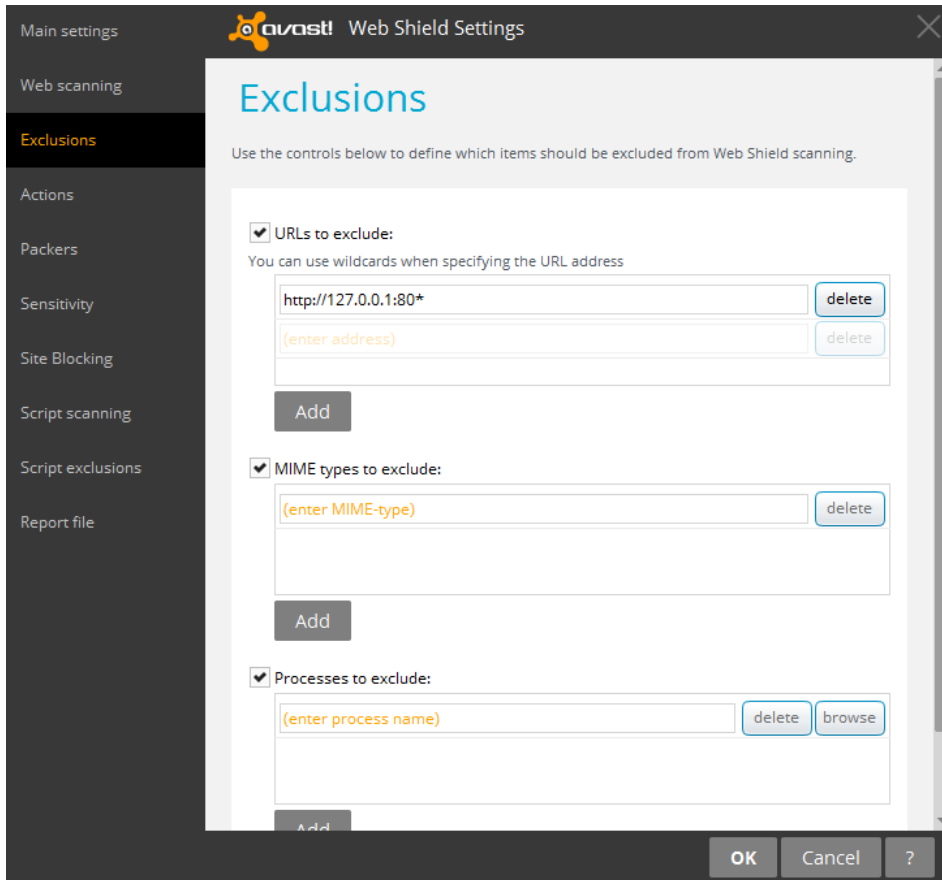 Main settings
avast! Web Shield Settings
Web scanning
Exclusions
Actions
Packers
Sensitivity
Site Blocking
Script scanning
Script exclusions
Report file
Exclusions
Use the controls below to define which items should be excluded from Web Shield scanning.
URLs to exclude:
You can use wildcards when specifying the URL address
http://127.0.0.1:80* delete
(enter address) delete
Add
MIME types to exclude:
(enter MIME-type) delete
Add
Processes to exclude:
(enter process name) delete browse
Add
OK Cancel ?